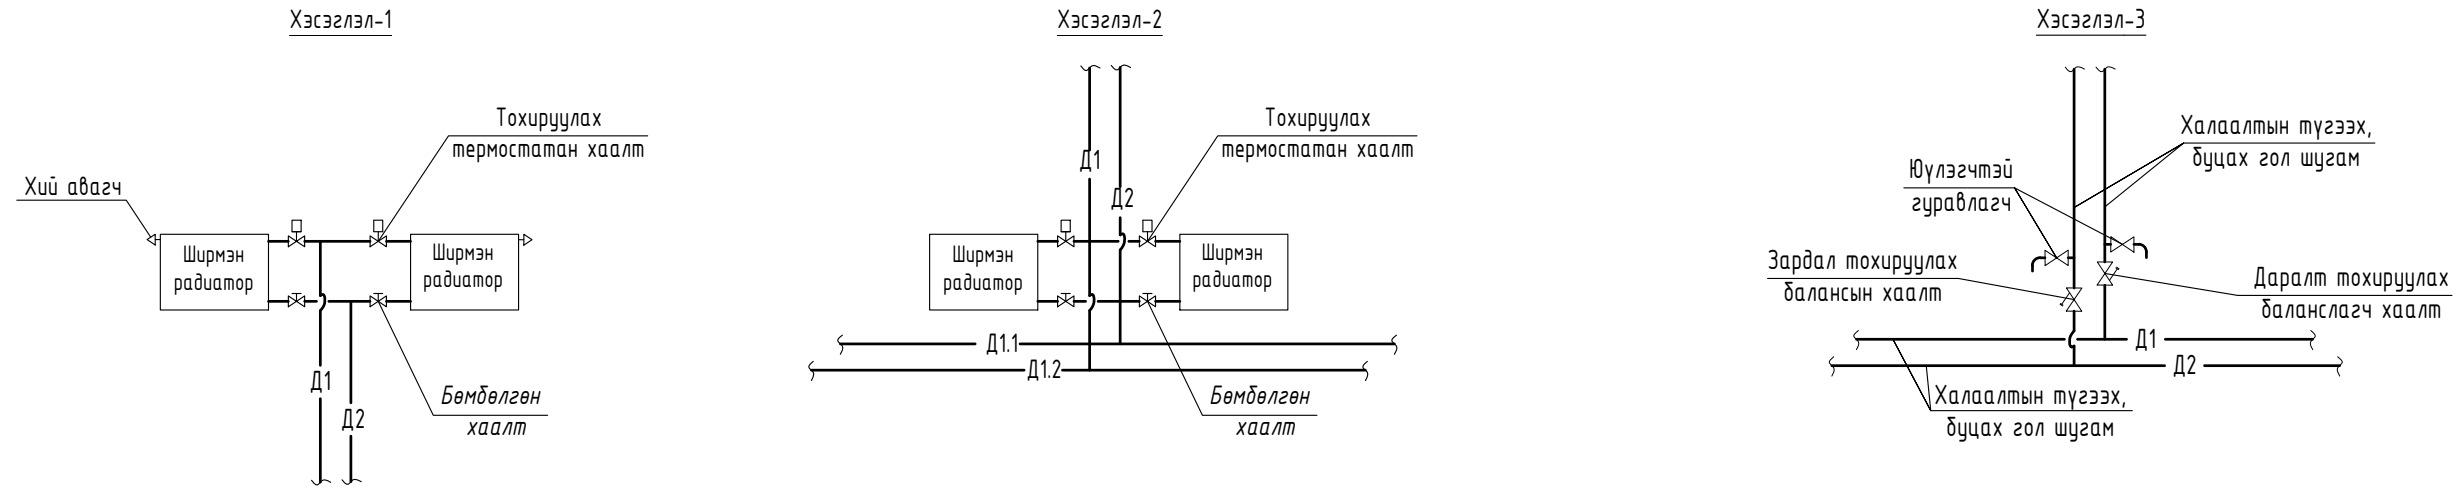 Хэсэглэл-1
Тохируулах
термостатан хаалт
Хий авагч
Ширмэн
радиатор
Ширмэн
радиатор
Д1
Д2
Бөмбөлгөн
хаалт
Хэсэглэл-2
Тохируулах
термостатан хаалт
Д1
Д2
Ширмэн
радиатор
Ширмэн
радиатор
Д1.1
Д1.2
Бөмбөлгөн
хаалт
Хэсэглэл-3
Халаалтын түгээх,
буцах гол шугам
Юүлэгчтэй
гуравлагч
Зардал тохируулах
балансын хаалт
Даралт тохируулах
баланслагч хаалт
Д1
Д2
Халаалтын түгээх,
буцах гол шугам